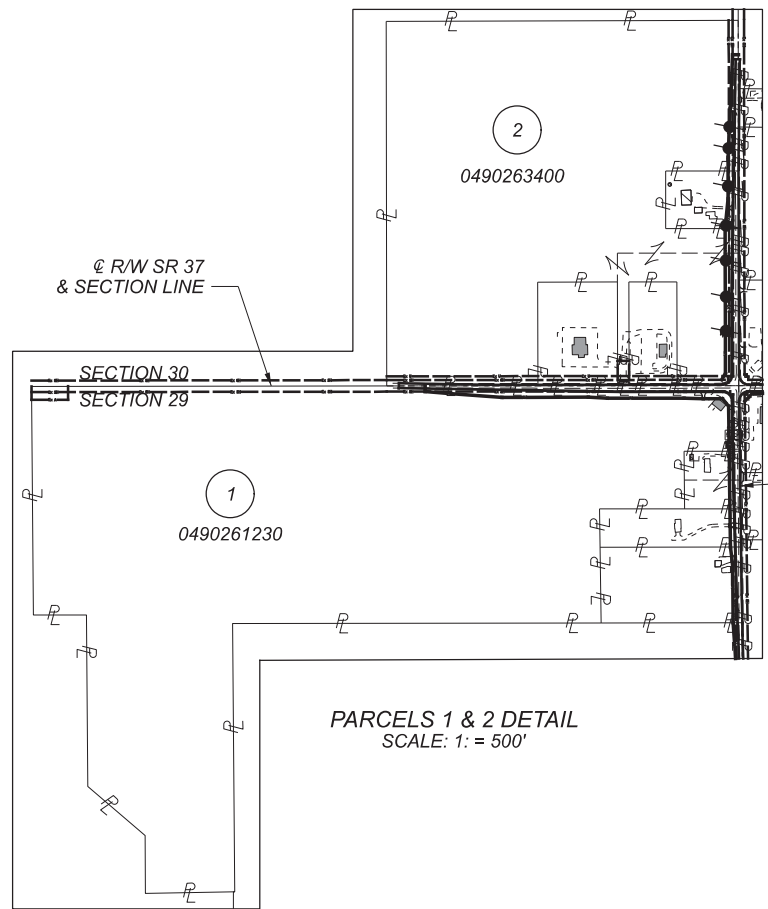 2
0490263400
℄ R/W SR 37
& SECTION LINE
SECTION 30
SECTION 29
1
0490261230
PARCELS 1 & 2 DETAIL
SCALE: 1: = 500'